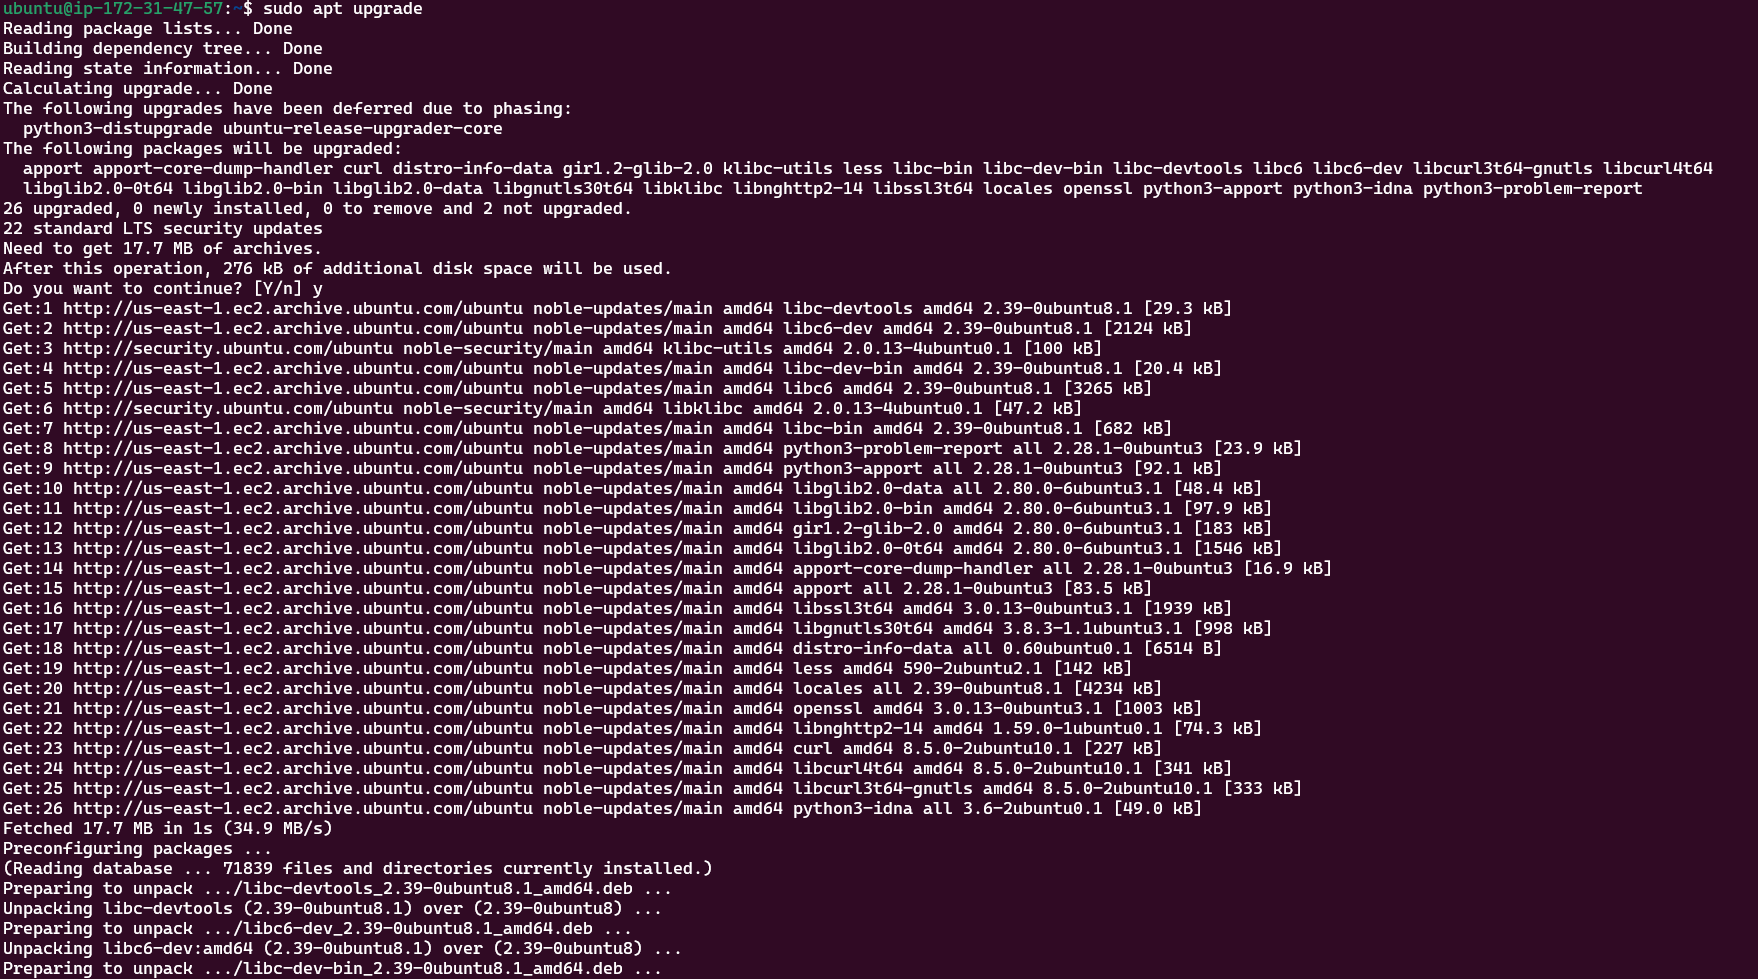 ubuntu@ip-172-31-47-57:~$ sudo apt upgrade
Reading package lists... Done
Building dependency tree... Done
Reading state information... Done
Calculating upgrade... Done
The following upgrades have been deferred due to phasing:
  python3-distupgrade ubuntu-release-upgrader-core
The following packages will be upgraded:
  apport apport-core-dump-handler curl distro-info-data gir1.2-glib-2.0 klibc-utils less libc-bin libc-dev-bin libc-devtools libc6 libc6-dev libcurl3t64-gnutls libcurl4t64
  libglib2.0-0t64 libglib2.0-bin libglib2.0-data libgnutls30t64 libklibc libnghttp2-14 libssl3t64 locales openssl python3-apport python3-idna python3-problem-report
26 upgraded, 0 newly installed, 0 to remove and 2 not upgraded.
22 standard LTS security updates
Need to get 17.7 MB of archives.
After this operation, 276 kB of additional disk space will be used.
Do you want to continue? [Y/n] y
Get:1 http://us-east-1.ec2.archive.ubuntu.com/ubuntu noble-updates/main amd64 libc-devtools amd64 2.39-0ubuntu8.1 [29.3 kB]
Get:2 http://us-east-1.ec2.archive.ubuntu.com/ubuntu noble-updates/main amd64 libc6-dev amd64 2.39-0ubuntu8.1 [2124 kB]
Get:3 http://security.ubuntu.com/ubuntu noble-security/main amd64 klibc-utils amd64 2.0.13-4ubuntu0.1 [100 kB]
Get:4 http://us-east-1.ec2.archive.ubuntu.com/ubuntu noble-updates/main amd64 libc-dev-bin amd64 2.39-0ubuntu8.1 [20.4 kB]
Get:5 http://us-east-1.ec2.archive.ubuntu.com/ubuntu noble-updates/main amd64 libc6 amd64 2.39-0ubuntu8.1 [3265 kB]
Get:6 http://security.ubuntu.com/ubuntu noble-security/main amd64 libklibc amd64 2.0.13-4ubuntu0.1 [47.2 kB]
Get:7 http://us-east-1.ec2.archive.ubuntu.com/ubuntu noble-updates/main amd64 libc-bin amd64 2.39-0ubuntu8.1 [682 kB]
Get:8 http://us-east-1.ec2.archive.ubuntu.com/ubuntu noble-updates/main amd64 python3-problem-report all 2.28.1-0ubuntu3 [23.9 kB]
Get:9 http://us-east-1.ec2.archive.ubuntu.com/ubuntu noble-updates/main amd64 python3-apport all 2.28.1-0ubuntu3 [92.1 kB]
Get:10 http://us-east-1.ec2.archive.ubuntu.com/ubuntu noble-updates/main amd64 libglib2.0-data all 2.80.0-6ubuntu3.1 [48.4 kB]
Get:11 http://us-east-1.ec2.archive.ubuntu.com/ubuntu noble-updates/main amd64 libglib2.0-bin amd64 2.80.0-6ubuntu3.1 [97.9 kB]
Get:12 http://us-east-1.ec2.archive.ubuntu.com/ubuntu noble-updates/main amd64 gir1.2-glib-2.0 amd64 2.80.0-6ubuntu3.1 [183 kB]
Get:13 http://us-east-1.ec2.archive.ubuntu.com/ubuntu noble-updates/main amd64 libglib2.0-0t64 amd64 2.80.0-6ubuntu3.1 [1546 kB]
Get:14 http://us-east-1.ec2.archive.ubuntu.com/ubuntu noble-updates/main amd64 apport-core-dump-handler all 2.28.1-0ubuntu3 [16.9 kB]
Get:15 http://us-east-1.ec2.archive.ubuntu.com/ubuntu noble-updates/main amd64 apport all 2.28.1-0ubuntu3 [83.5 kB]
Get:16 http://us-east-1.ec2.archive.ubuntu.com/ubuntu noble-updates/main amd64 libssl3t64 amd64 3.0.13-0ubuntu3.1 [1939 kB]
Get:17 http://us-east-1.ec2.archive.ubuntu.com/ubuntu noble-updates/main amd64 libgnutls30t64 amd64 3.8.3-1.1ubuntu3.1 [998 kB]
Get:18 http://us-east-1.ec2.archive.ubuntu.com/ubuntu noble-updates/main amd64 distro-info-data all 0.60ubuntu0.1 [6514 B]
Get:19 http://us-east-1.ec2.archive.ubuntu.com/ubuntu noble-updates/main amd64 less amd64 590-2ubuntu2.1 [142 kB]
Get:20 http://us-east-1.ec2.archive.ubuntu.com/ubuntu noble-updates/main amd64 locales all 2.39-0ubuntu8.1 [4234 kB]
Get:21 http://us-east-1.ec2.archive.ubuntu.com/ubuntu noble-updates/main amd64 openssl amd64 3.0.13-0ubuntu3.1 [1003 kB]
Get:22 http://us-east-1.ec2.archive.ubuntu.com/ubuntu noble-updates/main amd64 libnghttp2-14 amd64 1.59.0-1ubuntu0.1 [74.3 kB]
Get:23 http://us-east-1.ec2.archive.ubuntu.com/ubuntu noble-updates/main amd64 curl amd64 8.5.0-2ubuntu10.1 [227 kB]
Get:24 http://us-east-1.ec2.archive.ubuntu.com/ubuntu noble-updates/main amd64 libcurl4t64 amd64 8.5.0-2ubuntu10.1 [341 kB]
Get:25 http://us-east-1.ec2.archive.ubuntu.com/ubuntu noble-updates/main amd64 libcurl3t64-gnutls amd64 8.5.0-2ubuntu10.1 [333 kB]
Get:26 http://us-east-1.ec2.archive.ubuntu.com/ubuntu noble-updates/main amd64 python3-idna all 3.6-2ubuntu0.1 [49.0 kB]
Fetched 17.7 MB in 1s (34.9 MB/s)
Preconfiguring packages ...
(Reading database ... 71839 files and directories currently installed.)
Preparing to unpack .../libc-devtools_2.39-0ubuntu8.1_amd64.deb ...
Unpacking libc-devtools (2.39-0ubuntu8.1) over (2.39-0ubuntu8) ...
Preparing to unpack .../libc6-dev_2.39-0ubuntu8.1_amd64.deb ...
Unpacking libc6-dev:amd64 (2.39-0ubuntu8.1) over (2.39-0ubuntu8) ...
Preparing to unpack .../libc-dev-bin_2.39-0ubuntu8.1_amd64.deb ...